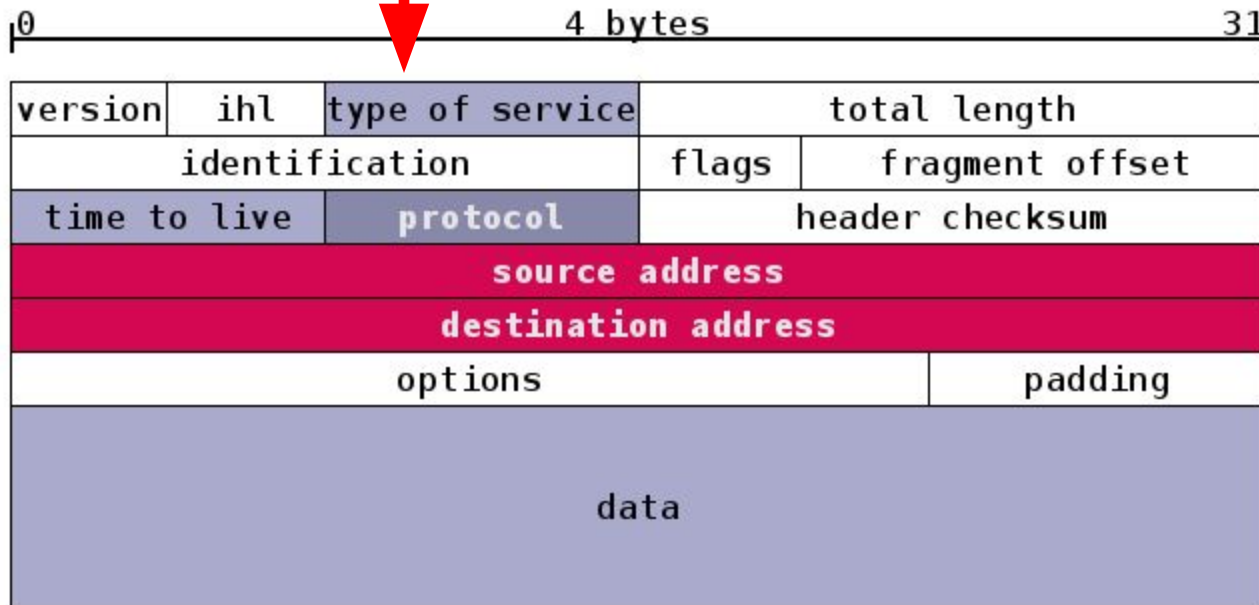 0 4 bytes 31
version ihl type of service total length
identification flags fragment offset
time to live protocol header checksum
source address
destination address
options padding
data